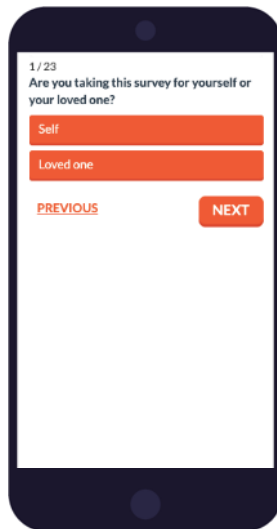 1 / 23
Are you taking this survey for yourself or
your loved one?
Self
Loved one
PREVIOUS
NEXT